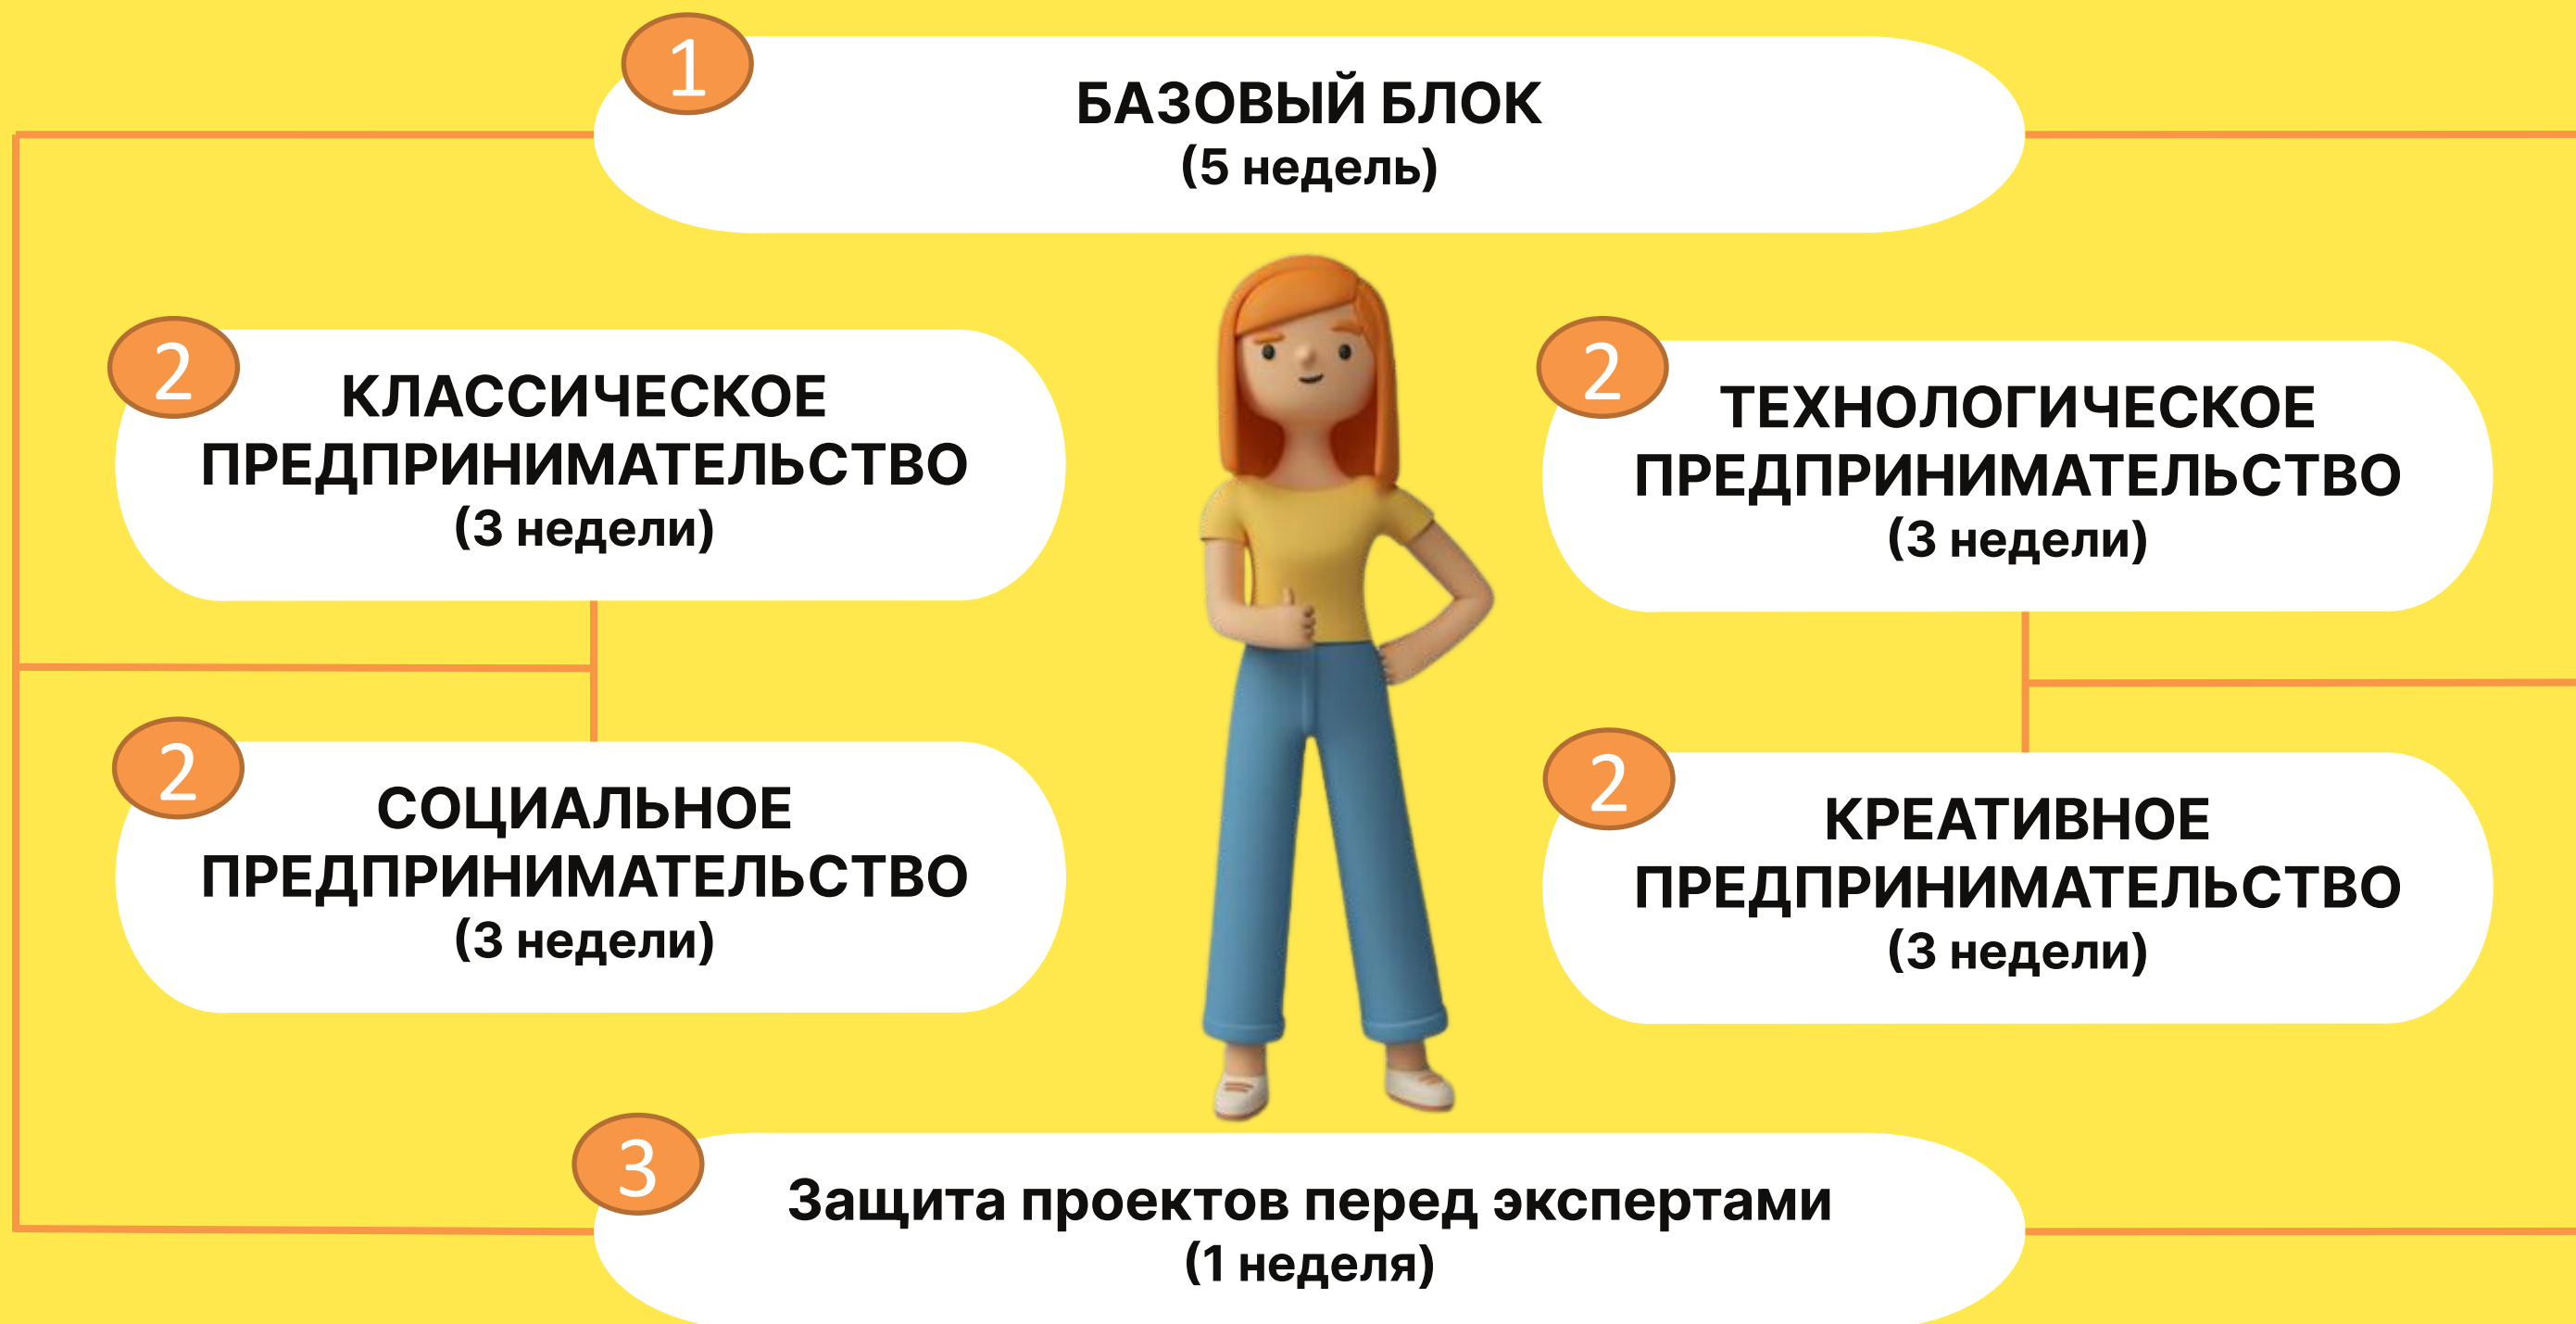 1
БАЗОВЫЙ БЛОК
(5 недель)
2
КЛАССИЧЕСКОЕ
ПРЕДПРИНИМАТЕЛЬСТВО
(3 недели)
2
ТЕХНОЛОГИЧЕСКОЕ
ПРЕДПРИНИМАТЕЛЬСТВО
(3 недели)
2
СОЦИАЛЬНОЕ
ПРЕДПРИНИМАТЕЛЬСТВО
(3 недели)
2
КРЕАТИВНОЕ
ПРЕДПРИНИМАТЕЛЬСТВО
(3 недели)
3
Защита проектов перед экспертами
(1 неделя)